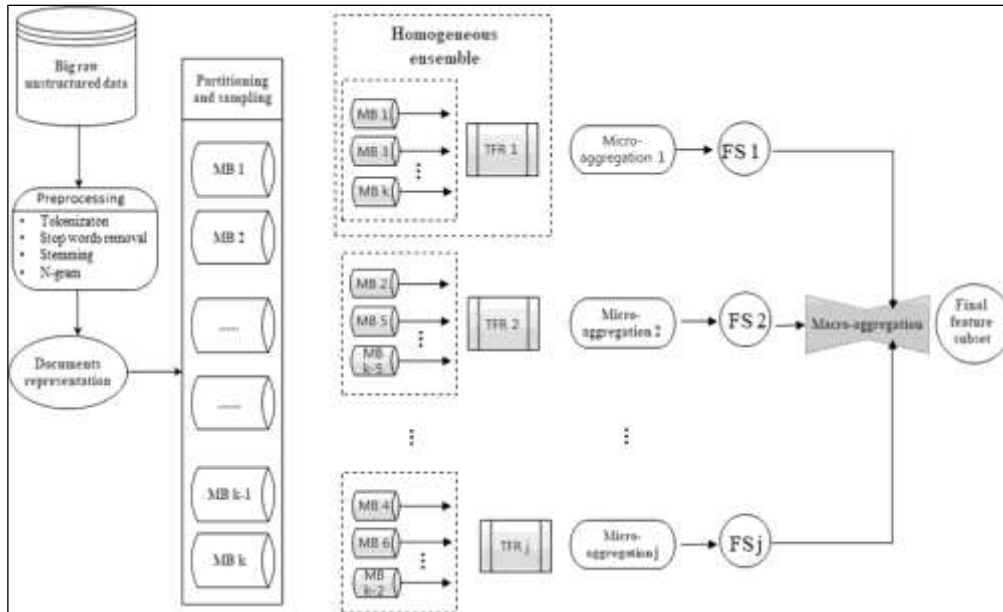 Big raw
unstructured data
Preprocessing
• Tokenizaton
• Stop words removal
• Stemming
• N-gram
Documents
representation
Partitioning
and sampling
MB 1
MB 2
......
......
MB k-1
MB k
Homogeneous
ensemble
MB 1
MB 3
⋮
MB k
TFR 1
Micro-
aggregation 1
FS 1
MB 2
MB 5
⋮
MB
k-5
TFR 2
Micro-
aggregation 2
FS 2
⋮
⋮
MB 4
MB 6
⋮
MB
k-2
TFR j
Micro-
aggregation j
FS j
Macro-aggregation
Final
feature
subset